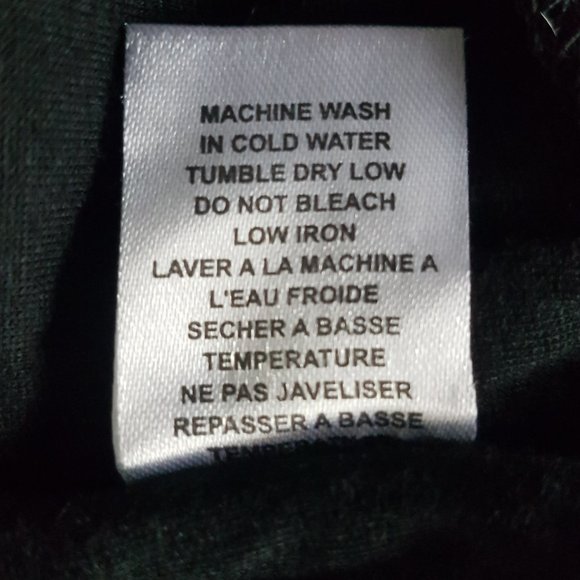 MACHINE WASH
IN COLD WATER
TUMBLE DRY LOW
DO NOT BLEACH
LOW IRON
LAVER A LA MACHINE A
L'EAU FROIDE
SECHER A BASSE
TEMPERATURE
NE PAS JAVELISER
REPASSER A BASSE